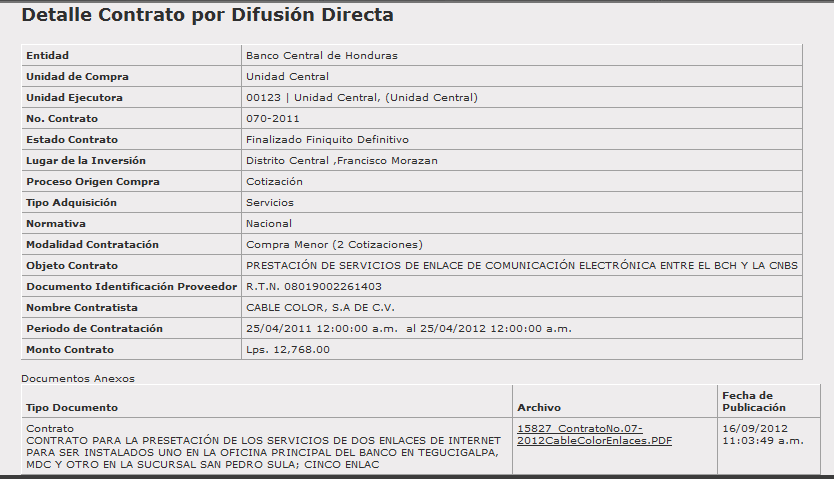 Detalle Contrato por Difusión Directa
Entidad Banco Central de Honduras
Unidad de Compra Unidad Central
Unidad Ejecutora 00123 | Unidad Central, (Unidad Central)
No. Contrato 070-2011
Estado Contrato Finalizado Finiquito Definitivo
Lugar de la Inversión Distrito Central ,Francisco Morazan
Proceso Origen Compra Cotización
Tipo Adquisición Servicios
Normativa Nacional
Modalidad Contratación Compra Menor (2 Cotizaciones)
Objeto Contrato PRESTACIÓN DE SERVICIOS DE ENLACE DE COMUNICACIÓN ELECTRÓNICA ENTRE EL BCH Y LA CNBS
Documento Identificación Proveedor R.T.N. 08019002261403
Nombre Contratista CABLE COLOR, S.A DE C.V.
Periodo de Contratación 25/04/2011 12:00:00 a.m. al 25/04/2012 12:00:00 a.m.
Monto Contrato Lps. 12,768.00
Documentos Anexos
Tipo Documento Archivo Fecha de
Publicación
Contrato
CONTRATO PARA LA PRESETACIÓN DE LOS SERVICIOS DE DOS ENLACES DE INTERNET
PARA SER INSTALADOS UNO EN LA OFICINA PRINCIPAL DEL BANCO EN TEGUCIGALPA,
MDC Y OTRO EN LA SUCURSAL SAN PEDRO SULA; CINCO ENLAC
15827_ContratoNo.07-
2012CableColorEnlaces.PDF
16/09/2012
11:03:49 a.m.